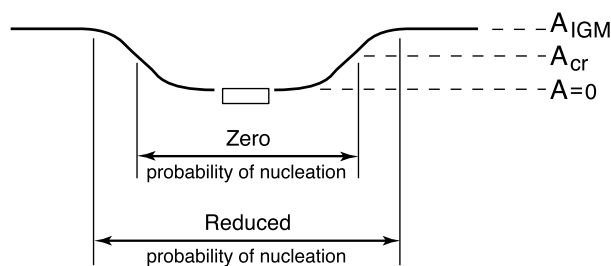 A_IGM
A_cr
A=0
Zero
probability of nucleation
Reduced
probability of nucleation